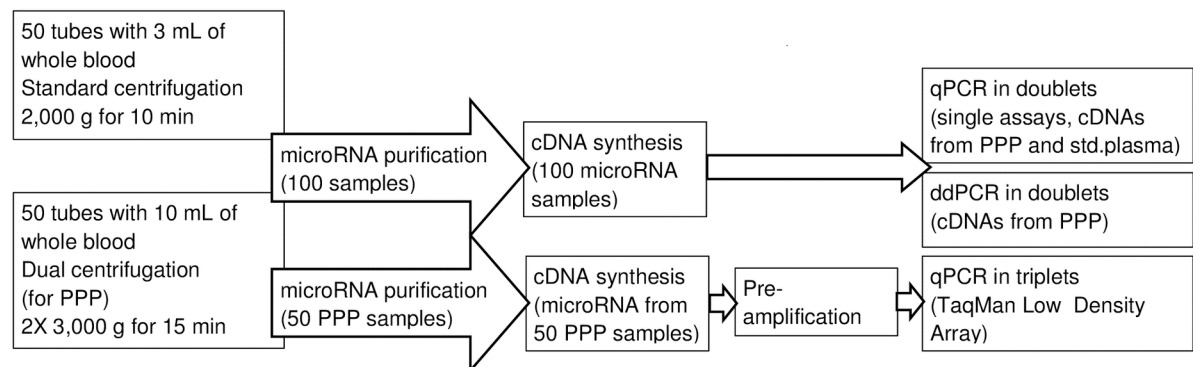 50 tubes with 3 mL of
whole blood
Standard centrifugation
2,000 g for 10 min
50 tubes with 10 mL of
whole blood
Dual centrifugation
(for PPP)
2X 3,000 g for 15 min
microRNA purification
(100 samples)
microRNA purification
(50 PPP samples)
cDNA synthesis
(100 microRNA
samples)
cDNA synthesis
(microRNA from
50 PPP samples)
Pre-
amplification
qPCR in doublets
(single assays, cDNAs
from PPP and std.plasma)
ddPCR in doublets
(cDNAs from PPP)
qPCR in triplets
(TaqMan Low Density
Array)